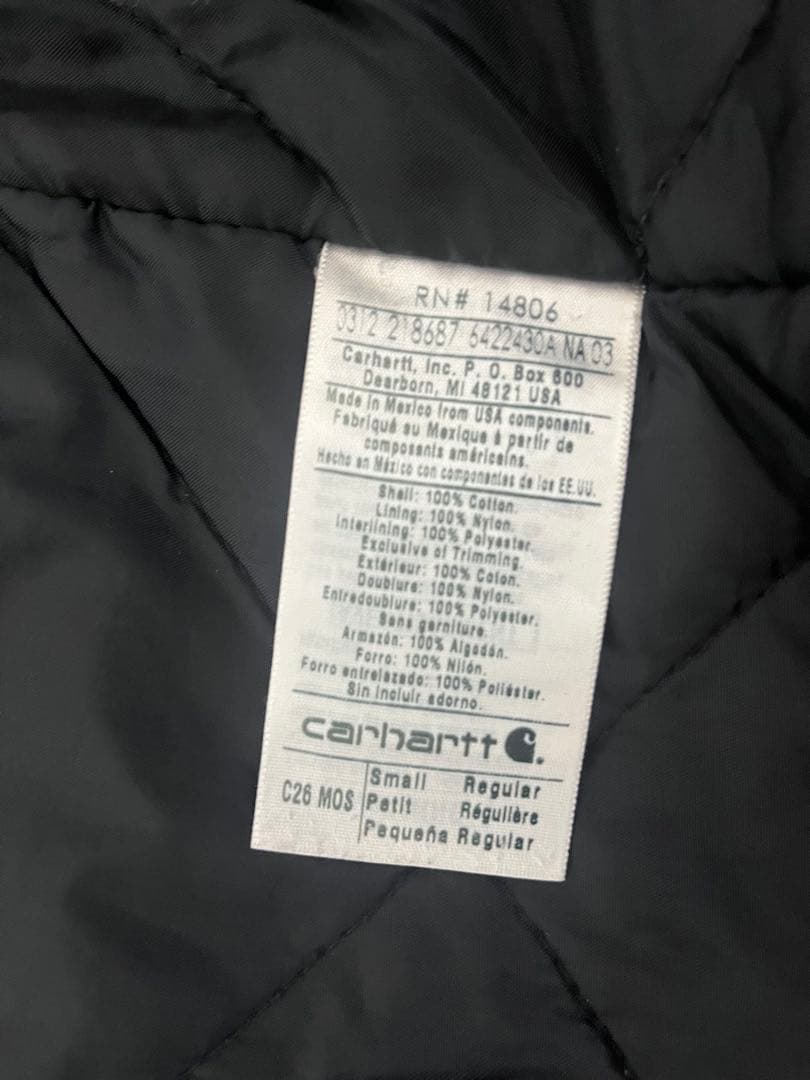 RN# 14806
0312 218687 6422430A NA 03
Carhartt, Inc. P. O. Box 600
Dearborn, MI 48121 USA
Made in Mexico from USA components.
Fabriqué au Mexique à partir de
composants américains.
Hecho en México con componentes de los EE.UU.
Shell: 100% Cotton.
Lining: 100% Nylon.
Interlining: 100% Polyester.
Exclusive of Trimming.
Extérieur: 100% Coton.
Doublure: 100% Nylon.
Entredoublure: 100% Polyester.
Sans garniture.
Armazón: 100% Algodón.
Forro: 100% Nilón.
Forro entrelazado: 100% Poliéster.
Sin incluir adorno.
carhartt
C26 MOS
Small Regular
Petit Régulière
Pequeña Regular